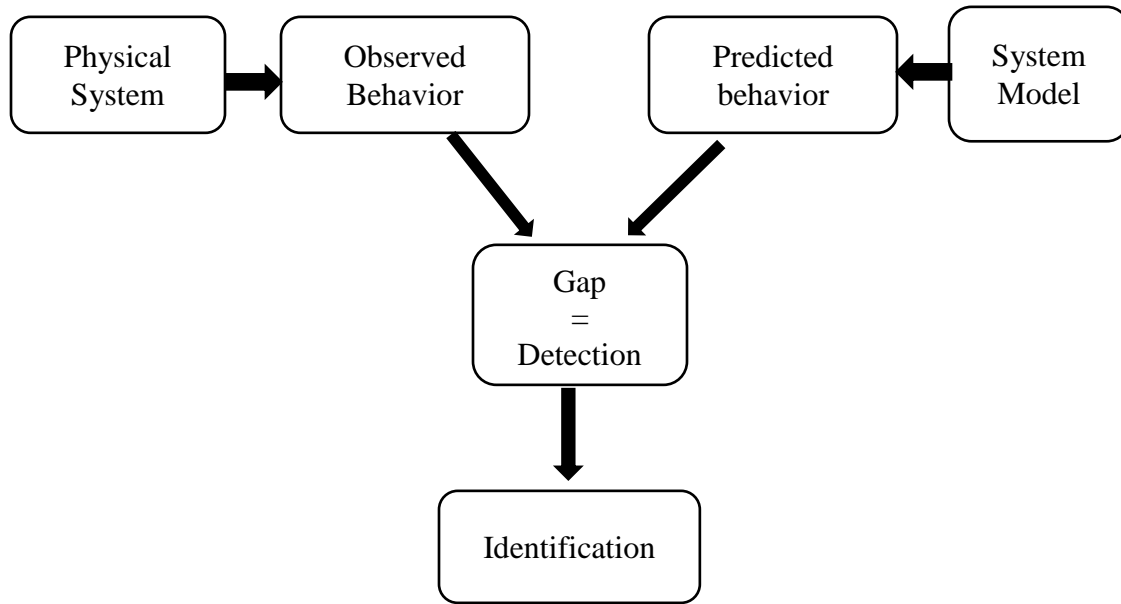 Physical
System
Observed
Behavior
Predicted
behavior
System
Model
Gap
=
Detection
Identification